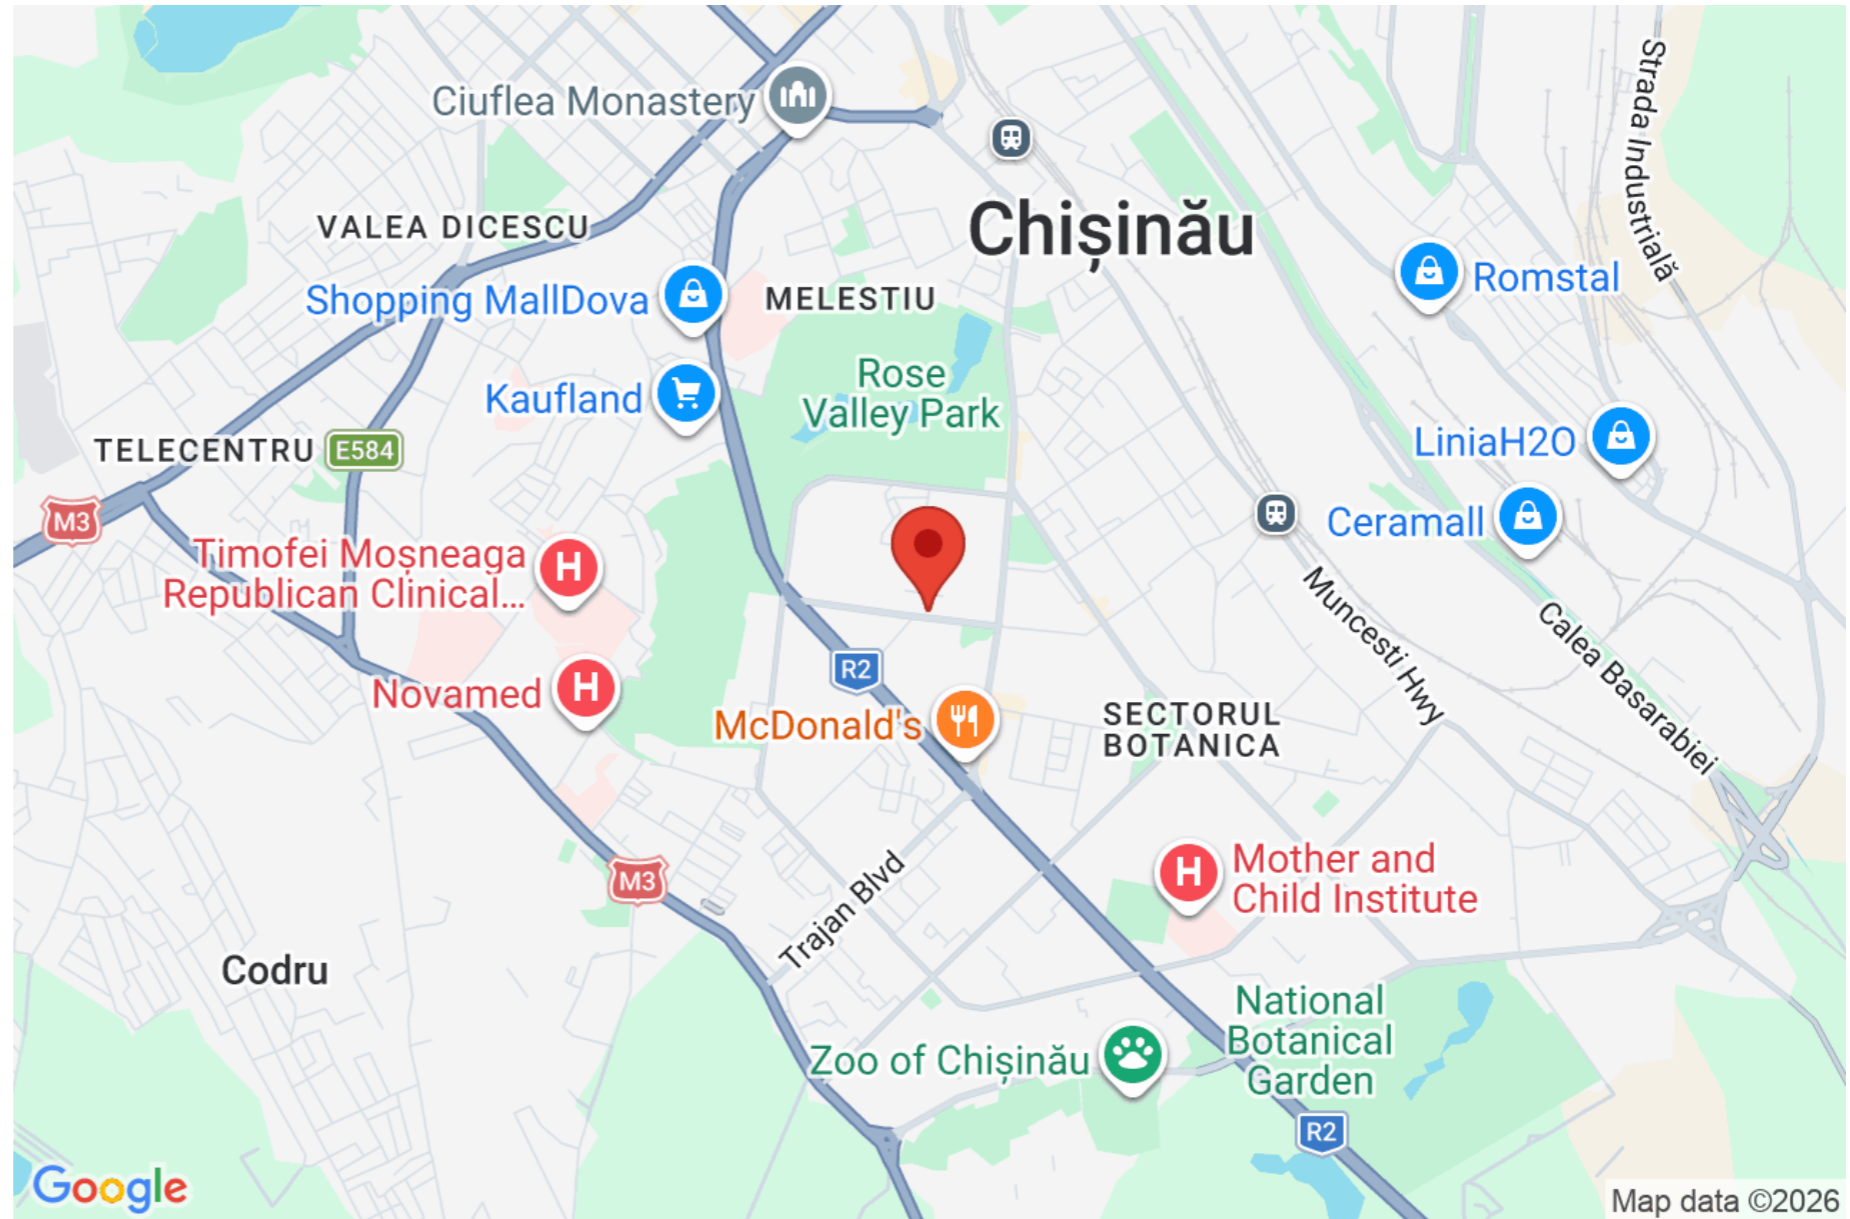 Strada Industrială
Ciuflea Monastery
VALEA DICESCU
Chișinău
Shopping MallDova
MELESTIU
Romstal
Rose
Valley Park
Kaufland
TELECENTRU
E584
LiniaH2O
M3
Ceramall
Timofei Moșneaga
Republican Clinical...
Muncesti Hwy
Calea Basarabiei
R2
Novamed
McDonald's
SECTORUL
BOTANICA
M3
Trajan Blvd
Mother and
Child Institute
Codru
National
Botanical
Garden
Zoo of Chișinău
R2
Google
Map data ©2026